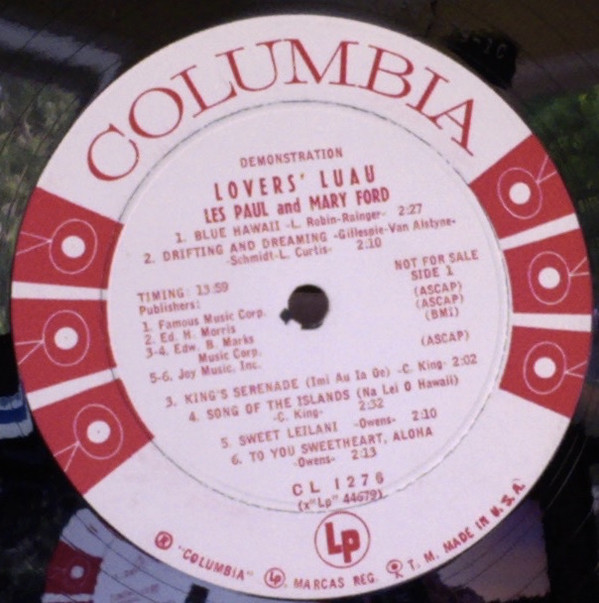 COLUMBIA
DEMONSTRATION
LOVERS' LUAU
LES PAUL and MARY FORD
1. BLUE HAWAII -L. Robin-Rainger- 2:27
2. DRIFTING AND DREAMING -Gillespie-Van Alstyne-
-Schmidt-L. Curtis- 2:10
NOT FOR SALE
SIDE 1
TIMING: 13:59
Publishers:
1. Famous Music Corp. (ASCAP)
2. Ed. H. Morris (ASCAP)
3-4. Edw. B. Marks (BMI)
Music Corp.
5-6. Joy Music, Inc. (ASCAP)
3. KING'S SERENADE (Imi Au Ia Oe) -C. King- 2:02
4. SONG OF THE ISLANDS (Na Lei O Hawaii)
-C. King- 2:32
5. SWEET LEILANI -Owens- 2:10
6. TO YOU SWEETHEART, ALOHA
-Owens- 2:13
CL 1276
(x"Lp" 44679)
Lp
® "COLUMBIA" Lp, MARCAS REG. T. M. MADE IN U.S.A.